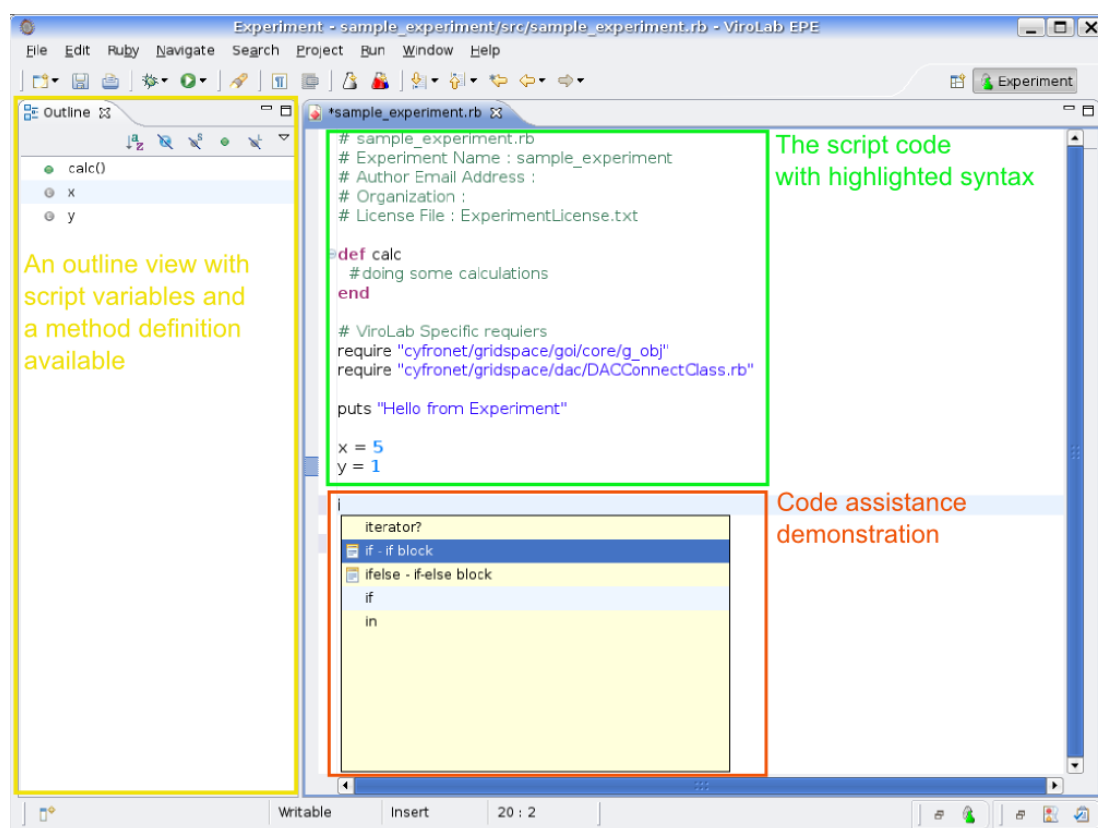 Experiment - sample_experiment/src/sample_experiment.rb - ViroLab EPE
File Edit Ruby Navigate Search Project Run Window Help
Experiment
Outline
*sample_experiment.rb
calc()
x
y
An outline view with
script variables and
a method definition
available
# sample_experiment.rb
# Experiment Name : sample_experiment
# Author Email Address :
# Organization :
# License File : ExperimentLicense.txt
def calc
#doing some calculations
end
# ViroLab Specific requiers
require "cyfronet/gridspace/goi/core/g_obj"
require "cyfronet/gridspace/dac/DACConnectClass.rb"
puts "Hello from Experiment"
x = 5
y = 1
The script code
with highlighted syntax
i
iterator?
if - if block
ifelse - if-else block
if
in
Code assistance
demonstration
Writable Insert 20 : 2